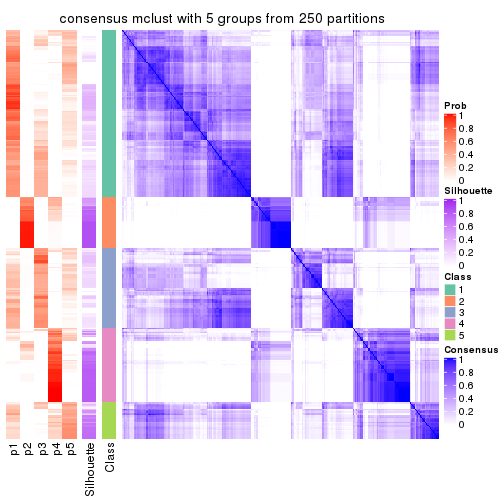 consensus mclust with 5 groups from 250 partitions
Prob
1
0.8
0.6
0.4
0.2
0
Silhouette
1
0.8
0.6
0.4
0.2
0
Class
1
2
3
4
5
Consensus
1
0.8
0.6
0.4
0.2
0
p1
p2
p3
p4
p5
Silhouette
Class